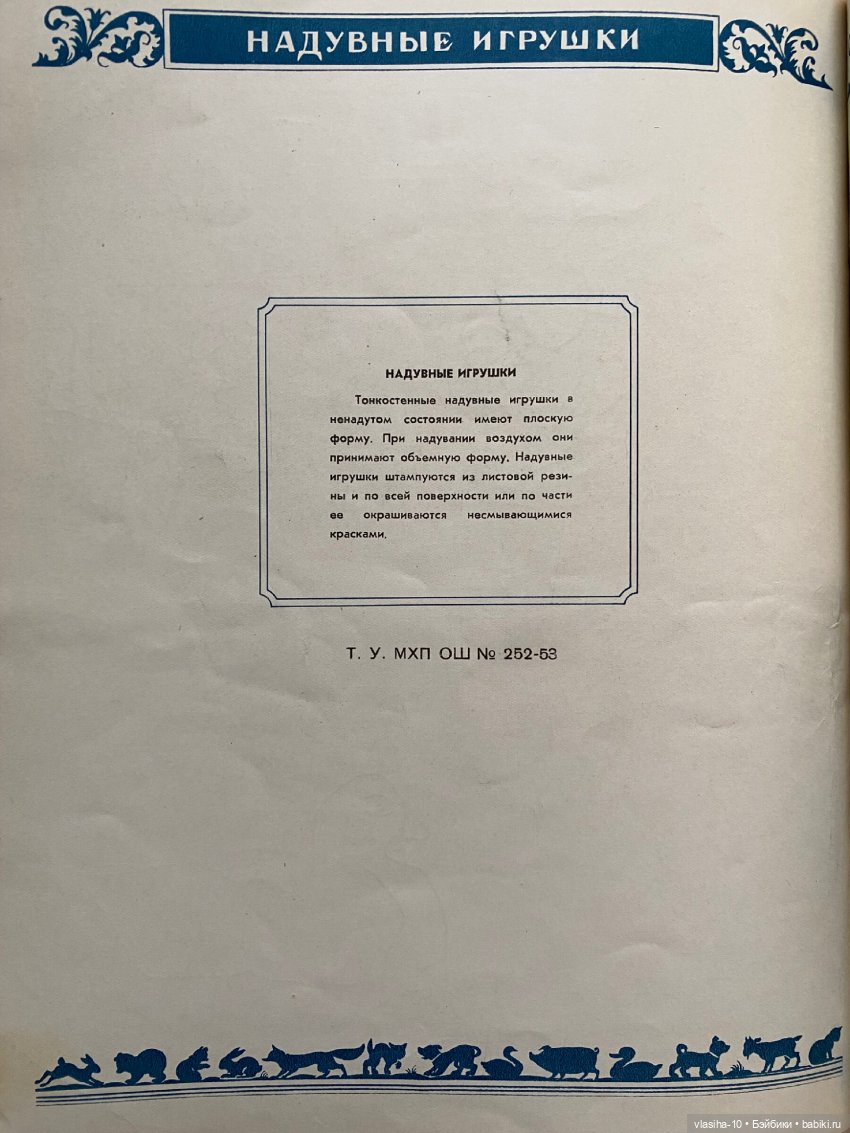 НАДУВНЫЕ ИГРУШКИ
НАДУВНЫЕ ИГРУШКИ
Тонкостенные надувные игрушки в
ненадутом состоянии имеют плоскую
форму. При надувании воздухом они
принимают объемную форму. Надувные
игрушки штампуются из листовой рези-
ны и по всей поверхности или по части
ее окрашиваются несмывающимися
красками.
Т. У. МХП ОШ № 252-53
vlasiha-10 • Бэйбики • babiki.ru